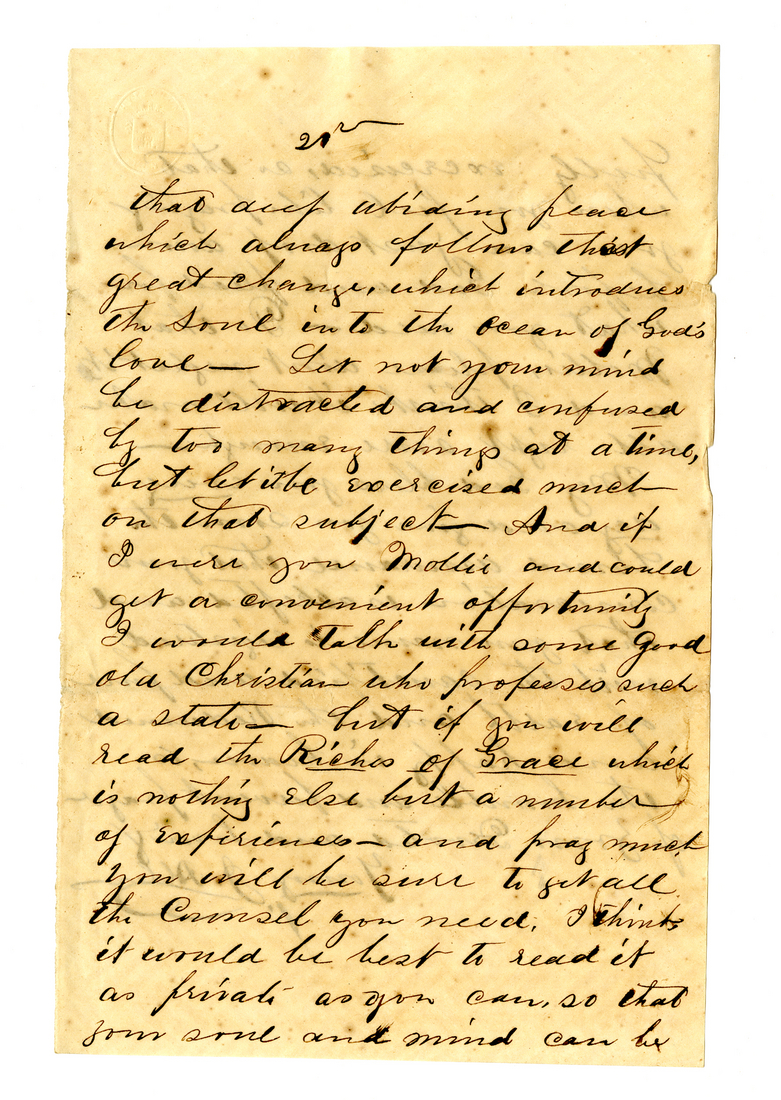 that deep abiding peace
which always follows that
great change, which introduces
the soul into the ocean of God's
love — Let not your mind
be distracted and confused
by too many things at a time,
but let it be exercised much
on that subject — And if
I were you Mollie and could
get a convenient opportunity
I would talk with some good
old Christian who professes such
a state — but if you will
read the Riches of Grace which
is nothing Else but a number
of experiences — and pray much
you will be sure to get all
the Counsel you need. I think
it would be best to read it
as private as you can, so that
your soul and mind can be